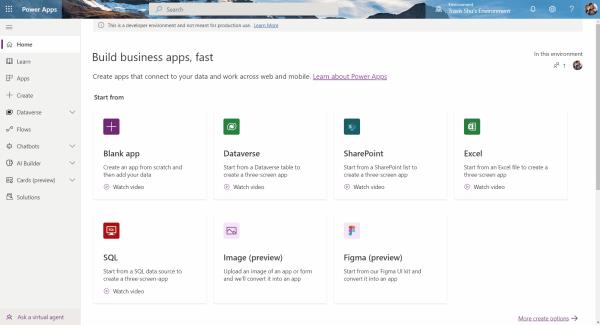 Power Apps
Search
Environment
Travis Shu's Environment
This is a developer environment and not meant for production use. Learn More
Home
Learn
Apps
Create
Dataverse
Flows
Chatbots
AI Builder
Cards (preview)
Solutions
Ask a virtual agent
Build business apps, fast
In this environment
1
Create apps that connect to your data and work across web and mobile. Learn about Power Apps
Start from
Blank app
Create an app from scratch and
then add your data
Watch video
Dataverse
Start from a Dataverse table to
create a three-screen app
Watch video
SharePoint
Start from a SharePoint list to
create a three-screen app
Watch video
Excel
Start from an Excel file to create a
three-screen app
Watch video
SQL
Start from a SQL data source to
create a three-screen-app
Watch video
Image (preview)
Upload an image of an app or form
and we'll convert it into an app
Figma (preview)
Start from our Figma UI kit and
convert it into an app
More create options